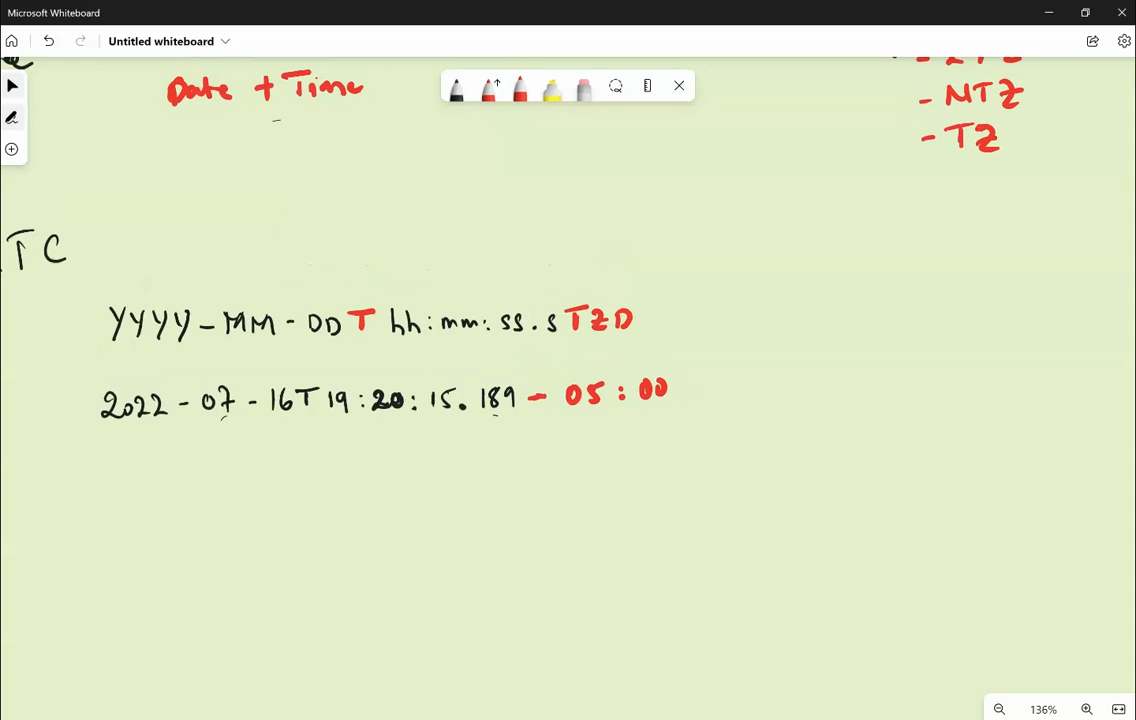 Microsoft Whiteboard
Untitled whiteboard
Date + Time
- NTZ
- TZ
TC
YYYY-MM-DDThh:mm:ss.sTZD
2022-07-16T19:20:15.189-05:00
136%